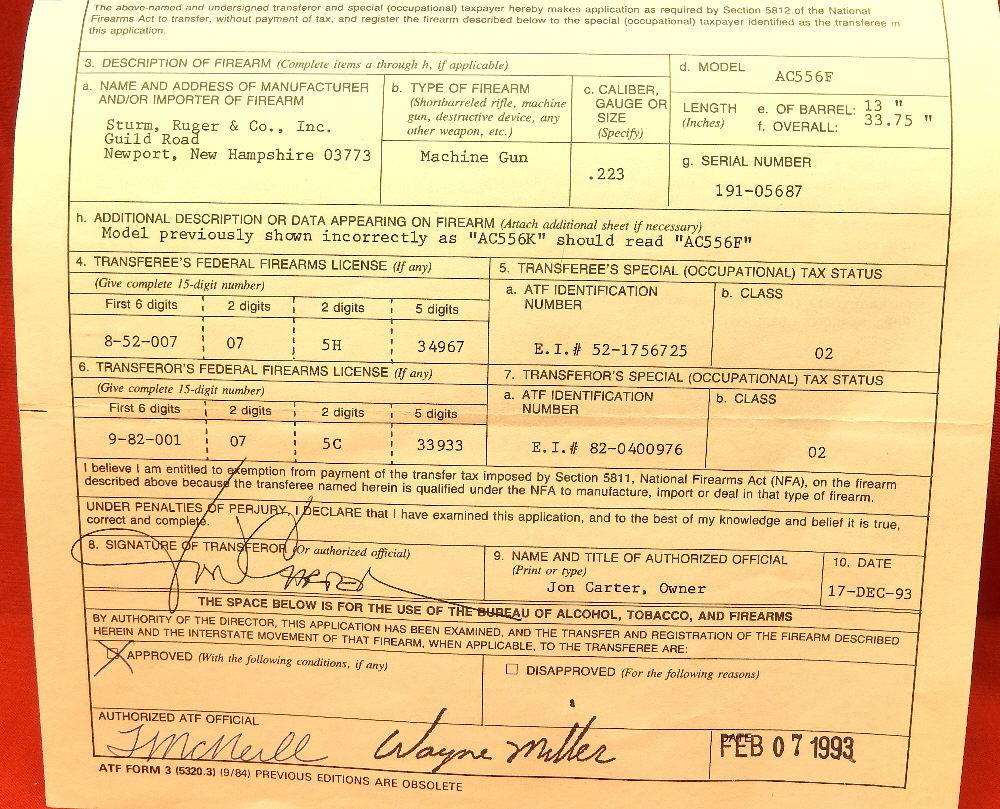 The above-named and undersigned transferor and special (occupational) taxpayer hereby makes application as required by Section 5812 of the National
Firearms Act to transfer, without payment of tax, and register the firearm described below to the special (occupational) taxpayer identified as the transferee in
this application.
3. DESCRIPTION OF FIREARM (Complete items a through h, if applicable)
a. NAME AND ADDRESS OF MANUFACTURER
AND/OR IMPORTER OF FIREARM
Sturm, Ruger & Co., Inc.
Guild Road
Newport, New Hampshire 03773
b. TYPE OF FIREARM
(Shortbarreled rifle, machine
gun, destructive device, any
other weapon, etc.)
Machine Gun
c. CALIBER,
GAUGE OR
SIZE
(Specify)
.223
d. MODEL
AC556F
LENGTH
(Inches)
e. OF BARREL: 13 "
f. OVERALL: 33.75 "
g. SERIAL NUMBER
191-05687
h. ADDITIONAL DESCRIPTION OR DATA APPEARING ON FIREARM (Attach additional sheet if necessary)
Model previously shown incorrectly as "AC556K" should read "AC556F"
4. TRANSFEREE'S FEDERAL FIREARMS LICENSE (If any)
(Give complete 15-digit number)
First 6 digits 2 digits 2 digits 5 digits
8-52-007 07 5H 34967
5. TRANSFEREE'S SPECIAL (OCCUPATIONAL) TAX STATUS
a. ATF IDENTIFICATION
NUMBER
E.I.# 52-1756725
b. CLASS
02
6. TRANSFEROR'S FEDERAL FIREARMS LICENSE (If any)
(Give complete 15-digit number)
First 6 digits 2 digits 2 digits 5 digits
9-82-001 07 5C 33933
7. TRANSFEROR'S SPECIAL (OCCUPATIONAL) TAX STATUS
a. ATF IDENTIFICATION
NUMBER
E.I.# 82-0400976
b. CLASS
02
I believe I am entitled to exemption from payment of the transfer tax imposed by Section 5811, National Firearms Act (NFA), on the firearm
described above because the transferee named herein is qualified under the NFA to manufacture, import or deal in that type of firearm.
UNDER PENALTIES OF PERJURY, I DECLARE that I have examined this application, and to the best of my knowledge and belief it is true,
correct and complete.
8. SIGNATURE OF TRANSFEROR (Or authorized official)
9. NAME AND TITLE OF AUTHORIZED OFFICIAL
(Print or type)
Jon Carter, Owner
10. DATE
17-DEC-93
THE SPACE BELOW IS FOR THE USE OF THE BUREAU OF ALCOHOL, TOBACCO, AND FIREARMS
BY AUTHORITY OF THE DIRECTOR, THIS APPLICATION HAS BEEN EXAMINED, AND THE TRANSFER AND REGISTRATION OF THE FIREARM DESCRIBED
HEREIN AND THE INTERSTATE MOVEMENT OF THAT FIREARM, WHEN APPLICABLE, TO THE TRANSFEREE ARE:
APPROVED (With the following conditions, if any)
DISAPPROVED (For the following reasons)
AUTHORIZED ATF OFFICIAL
JMcNeill Wayne Miller
DATE
FEB 07 1993
ATF FORM 3 (5320.3) (9/84) PREVIOUS EDITIONS ARE OBSOLETE